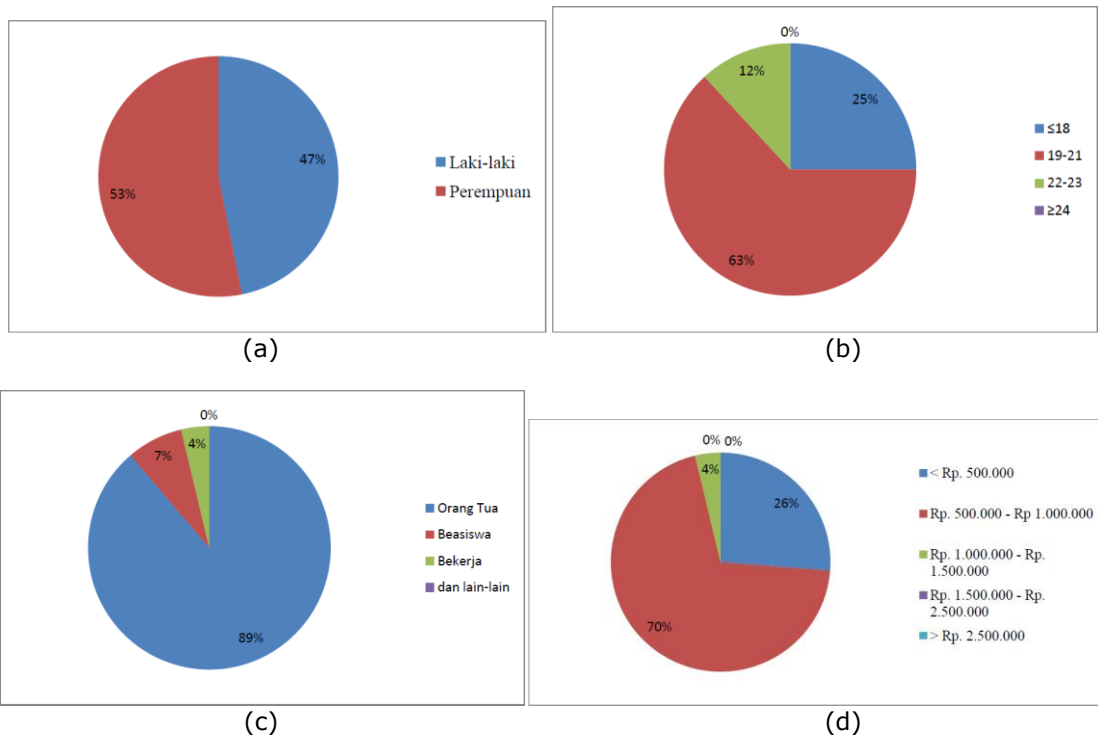 47%
53%
Laki-laki
Perempuan
(a)
0%
12%
25%
63%
≤18
19-21
22-23
≥24
(b)
0%
4%
7%
89%
Orang Tua
Beasiswa
Bekerja
dan lain-lain
(c)
0% 0%
4%
26%
70%
< Rp. 500.000
Rp. 500.000 - Rp 1.000.000
Rp. 1.000.000 - Rp.
1.500.000
Rp. 1.500.000 - Rp.
2.500.000
> Rp. 2.500.000
(d)